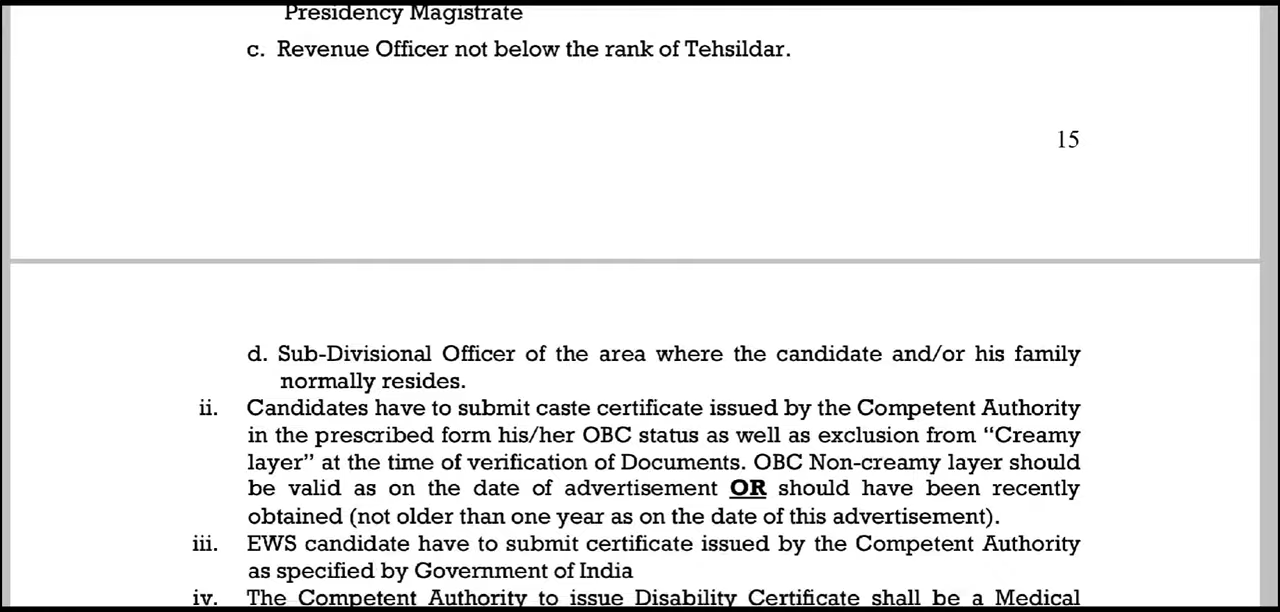 Presidency Magistrate
c. Revenue Officer not below the rank of Tehsildar.
15
d. Sub-Divisional Officer of the area where the candidate and/or his family
normally resides.
ii. Candidates have to submit caste certificate issued by the Competent Authority
in the prescribed form his/her OBC status as well as exclusion from “Creamy
layer” at the time of verification of Documents. OBC Non-creamy layer should
be valid as on the date of advertisement OR should have been recently
obtained (not older than one year as on the date of this advertisement).
iii. EWS candidate have to submit certificate issued by the Competent Authority
as specified by Government of India
iv. The Competent Authority to issue Disability Certificate shall be a Medical